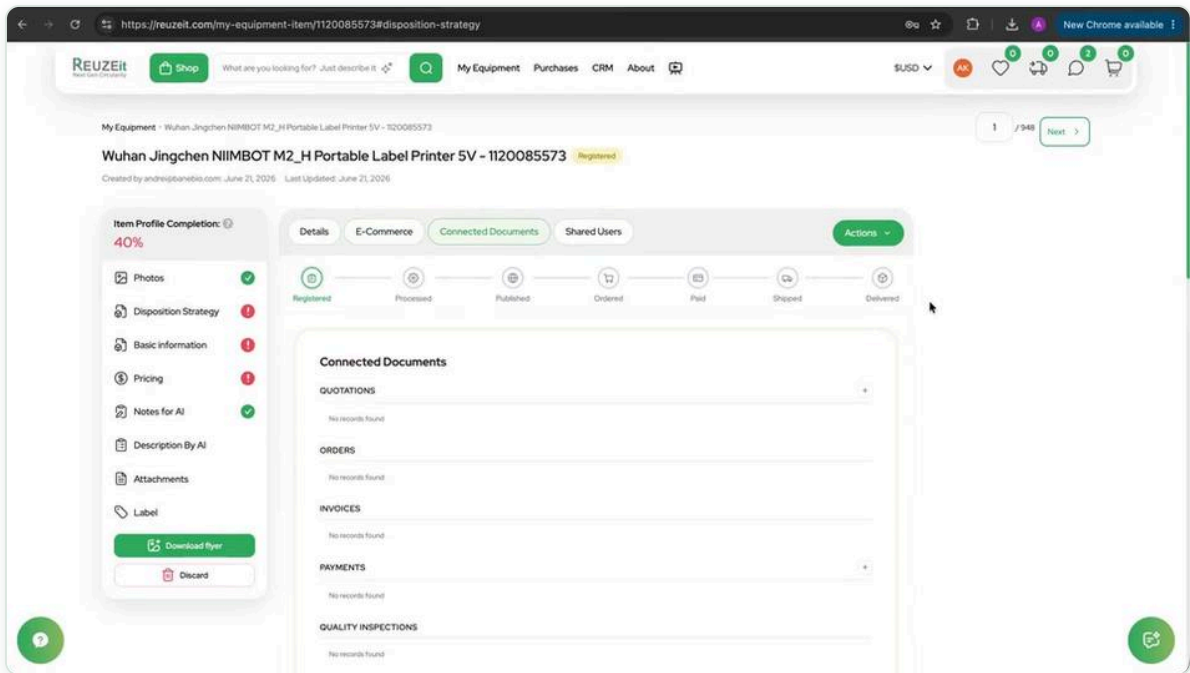 https://reuzeit.com/my-equipment-item/1120085573#disposition-strategy
A
New Chrome available
REUZEit
Next Gen Circularity
Shop
What are you looking for? Just describe it
My Equipment Purchases CRM About
$USD
AK
0
0
2
0
My Equipment - Wuhan Jingchen NIIMBOT M2_H Portable Label Printer 5V - 1120085573
1 / 948 Next >
Wuhan Jingchen NIIMBOT M2_H Portable Label Printer 5V - 1120085573 Registered
Created by andrei@banebio.com: June 21, 2026 Last Updated: June 21, 2026
Item Profile Completion: ?
40%
Photos
Disposition Strategy !
Basic information !
Pricing !
Notes for AI
Description By AI
Attachments
Label
Download flyer
Discard
Details E-Commerce Connected Documents Shared Users Actions
Registered Processed Published Ordered Paid Shipped Delivered
Connected Documents
QUOTATIONS +
No records found
ORDERS
No records found
INVOICES
No records found
PAYMENTS +
No records found
QUALITY INSPECTIONS
No records found
?